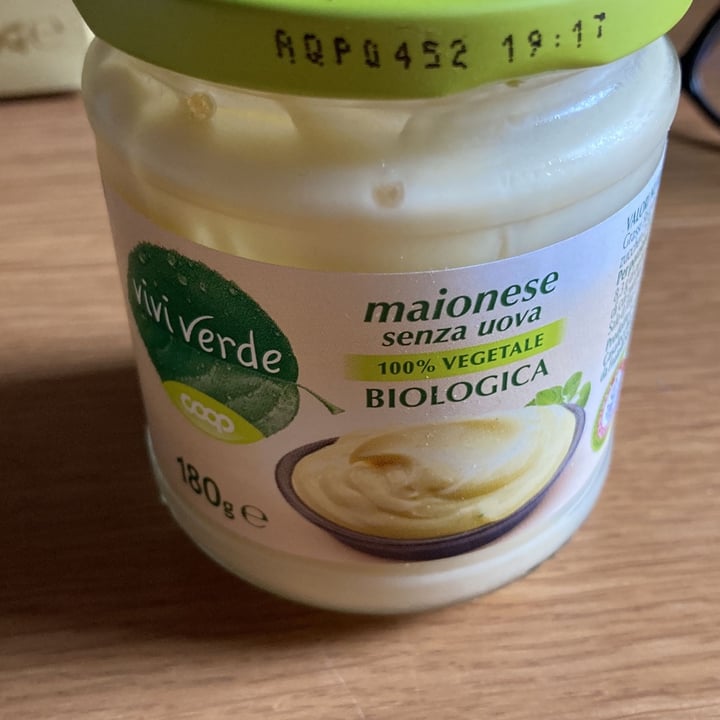 AQP0452 19:17
vivi verde
coop
180g e
maionese
senza uova
100% VEGETALE
BIOLOGICA